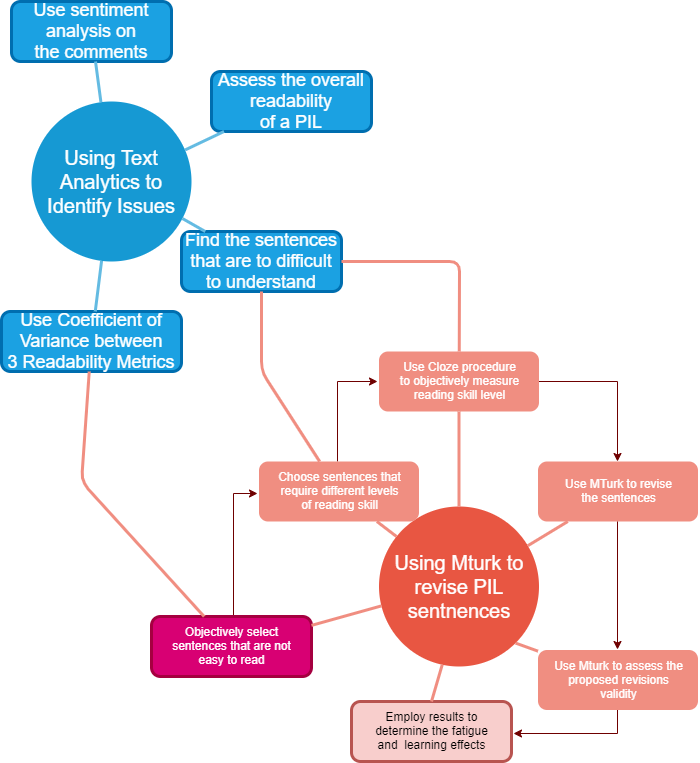 Use sentiment
analysis on
the comments
Assess the overall
readability
of a PIL
Using Text
Analytics to
Identify Issues
Find the sentences
that are to difficult
to understand
Use Coefficient of
Variance between
3 Readability Metrics
Use Cloze procedure
to objectively measure
reading skill level
Choose sentences that
require different levels
of reading skill
Use MTurk to revise
the sentences
Using Mturk to
revise PIL
sentnences
Objectively select
sentences that are not
easy to read
Use Mturk to assess the
proposed revisions
validity
Employ results to
determine the fatigue
and learning effects